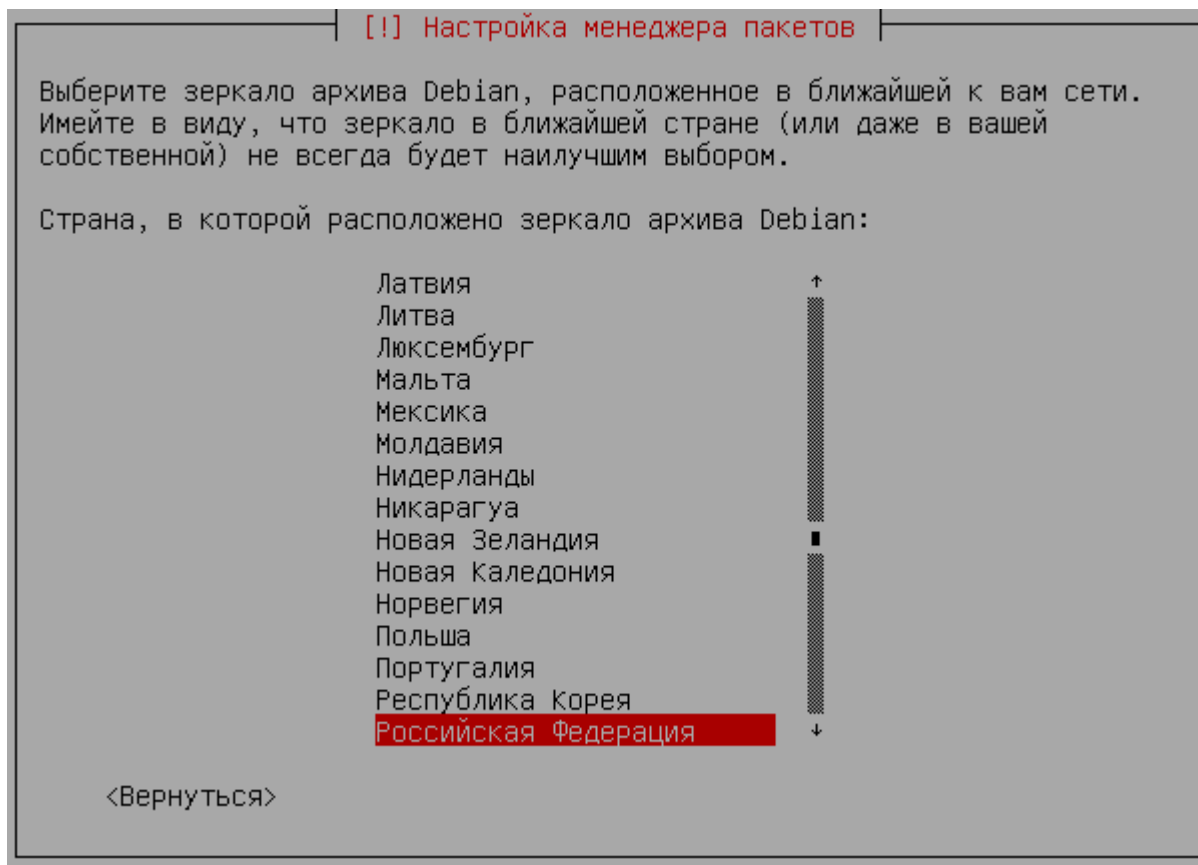 [!] Настройка менеджера пакетов
Выберите зеркало архива Debian, расположенное в ближайшей к вам сети.
Имейте в виду, что зеркало в ближайшей стране (или даже в вашей
собственной) не всегда будет наилучшим выбором.
Страна, в которой расположено зеркало архива Debian:
Латвия
Литва
Люксембург
Мальта
Мексика
Молдавия
Нидерланды
Никарагуа
Новая Зеландия
Новая Каледония
Норвегия
Польша
Португалия
Республика Корея
Российская Федерация
<Вернуться>